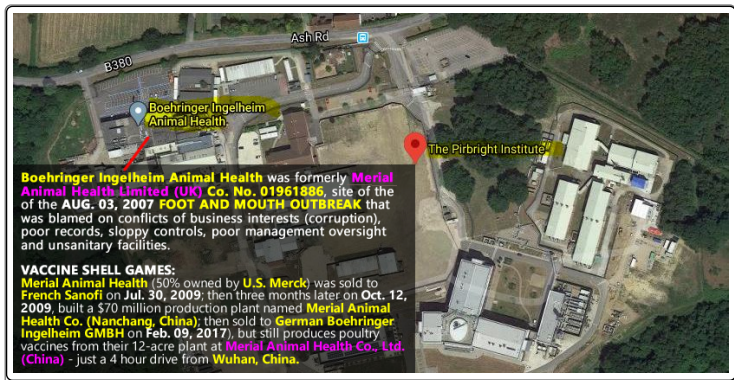 Ash Rd
B380
Boehringer Ingelheim
Animal Health
The Pirbright Institute
Boehringer Ingelheim Animal Health was formerly Merial
Animal Health Limited (UK) Co. No. 01961886, site of the
of the AUG. 03, 2007 FOOT AND MOUTH OUTBREAK that
was blamed on conflicts of business interests (corruption),
poor records, sloppy controls, poor management oversight
and unsanitary facilities.
VACCINE SHELL GAMES:
Merial Animal Health (50% owned by U.S. Merck) was sold to
French Sanofi on Jul. 30, 2009; then three months later on Oct. 12,
2009, built a $70 million production plant named Merial Animal
Health Co. (Nanchang, China); then sold to German Boehringer
Ingelheim GMBH on Feb. 09, 2017), but still produces poultry
vaccines from their 12-acre plant at Merial Animal Health Co., Ltd.
(China) - just a 4 hour drive from Wuhan, China.